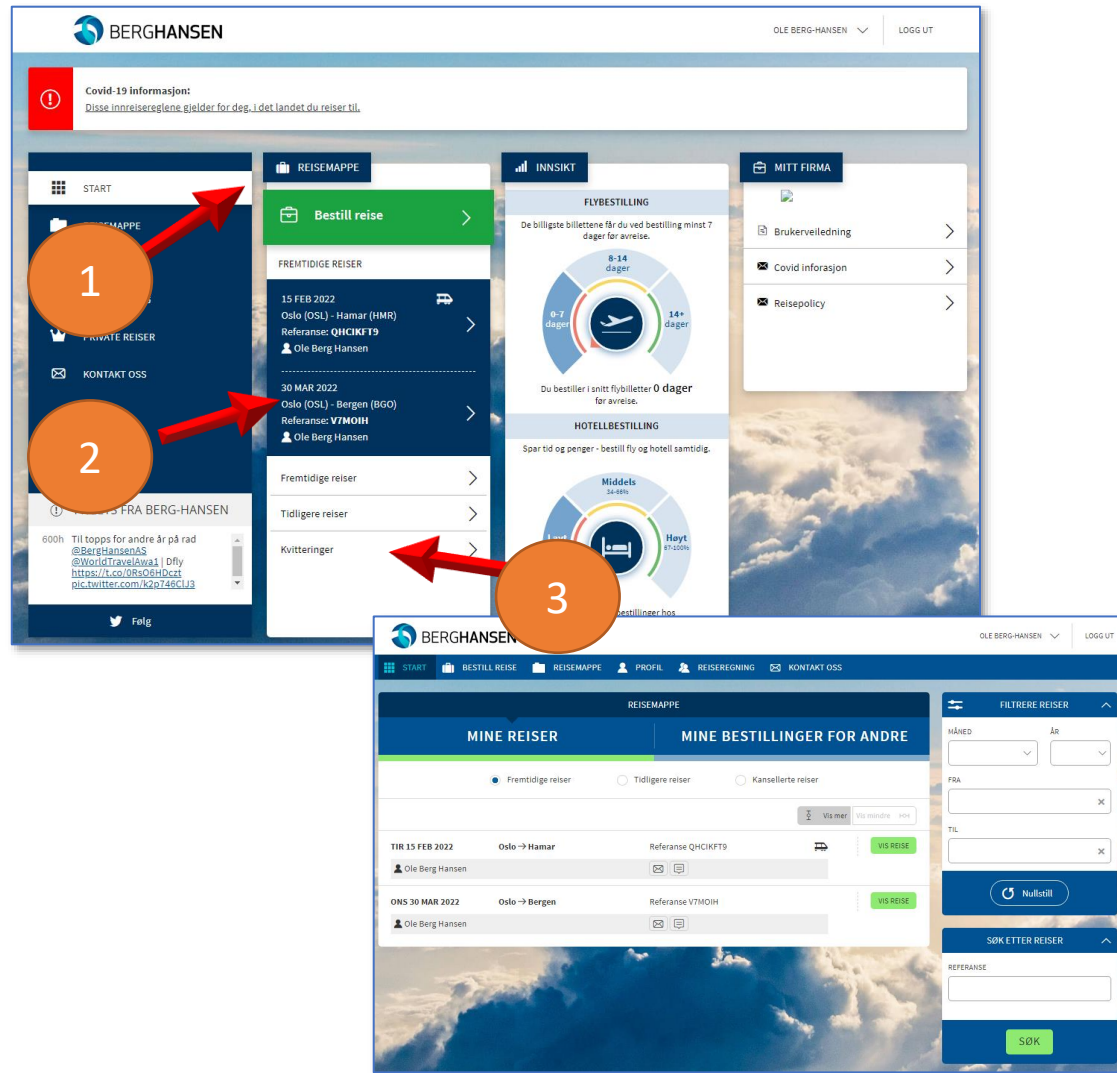 BERGHANSEN
OLE BERG-HANSEN
LOGG UT
Covid-19 informasjon:
Disse innreisereglene gjelder for deg, i det landet du reiser til.
START
PRIVATE REISER
KONTAKT OSS
1
2
FRA BERG-HANSEN
600h Til topps for andre år på rad
@BergHansenAS
@WorldTravelAwa1 | Dfly
https://t.co/0RsO6HDczt
pic.twitter.com/k2p746ClJ3
Følg
REISEMAPPE
Bestill reise
FREMTIDIGE REISER
15 FEB 2022
Oslo (OSL) - Hamar (HMR)
Referanse: QHCIKFT9
Ole Berg Hansen
30 MAR 2022
Oslo (OSL) - Bergen (BGO)
Referanse: V7MOIH
Ole Berg Hansen
Fremtidige reiser
Tidligere reiser
Kvitteringer
3
INNSIKT
FLYBESTILLING
De billigste billettene får du ved bestilling minst 7
dager før avreise.
8-14
dager
0-7
dager
14+
dager
Du bestiller i snitt flybilletter 0 dager
før avreise.
HOTELLBESTILLING
Spar tid og penger - bestill fly og hotell samtidig.
Middels
34-66%
Høyt
67-100%
bestillinger hos
MITT FIRMA
Brukerveiledning
Covid inforasjon
Reisepolicy
BERGHANSEN
OLE BERG-HANSEN
LOGG UT
START BESTILL REISE REISEMAPPE PROFIL REISEREGNING KONTAKT OSS
REISEMAPPE
MINE REISER MINE BESTILLINGER FOR ANDRE
Fremtidige reiser Tidligere reiser Kansellerte reiser
Vis mer Vis mindre
TIR 15 FEB 2022 Oslo → Hamar Referanse QHCIKFT9 VIS REISE
Ole Berg Hansen
ONS 30 MAR 2022 Oslo → Bergen Referanse V7MOIH VIS REISE
Ole Berg Hansen
FILTRERE REISER
MÅNED ÅR
FRA
TIL
Nullstill
SØK ETTER REISER
REFERANSE
SØK